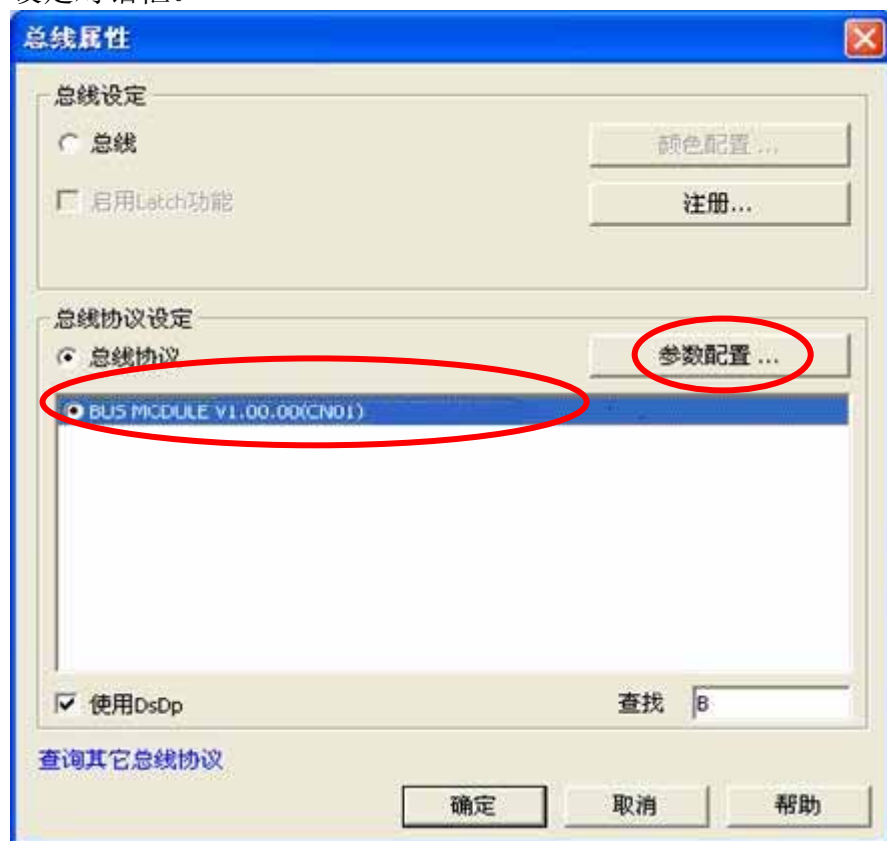 总线属性
总线设定
总线
颜色配置 ...
启用Latch功能
注册...
总线协议设定
总线协议
参数配置 ...
BUS MODULE V1.00.00(CN01)
使用DsDp
查找 B
查询其它总线协议
确定 取消 帮助